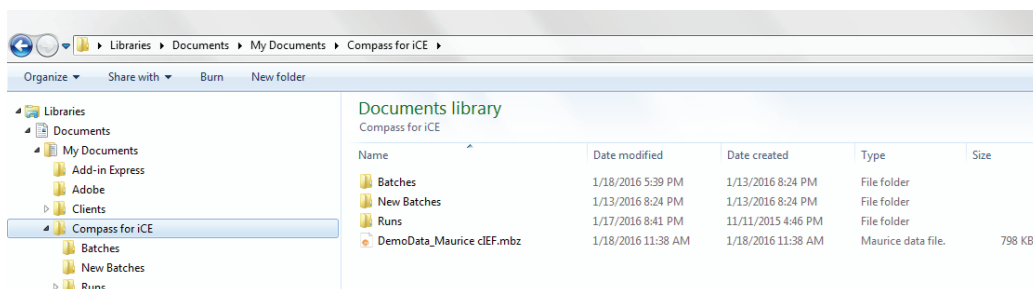 Libraries Documents My Documents Compass for iCE
Organize Share with Burn New folder
Libraries
Documents
My Documents
Add-in Express
Adobe
Clients
Compass for iCE
Batches
New Batches
Runs
Documents library
Compass for iCE
Name Date modified Date created Type Size
Batches 1/18/2016 5:39 PM 1/13/2016 8:24 PM File folder
New Batches 1/13/2016 8:24 PM 1/13/2016 8:24 PM File folder
Runs 1/17/2016 8:41 PM 11/11/2015 4:46 PM File folder
DemoData_Maurice cIEF.mbz 1/18/2016 11:38 AM 1/18/2016 11:38 AM Maurice data file. 798 KB